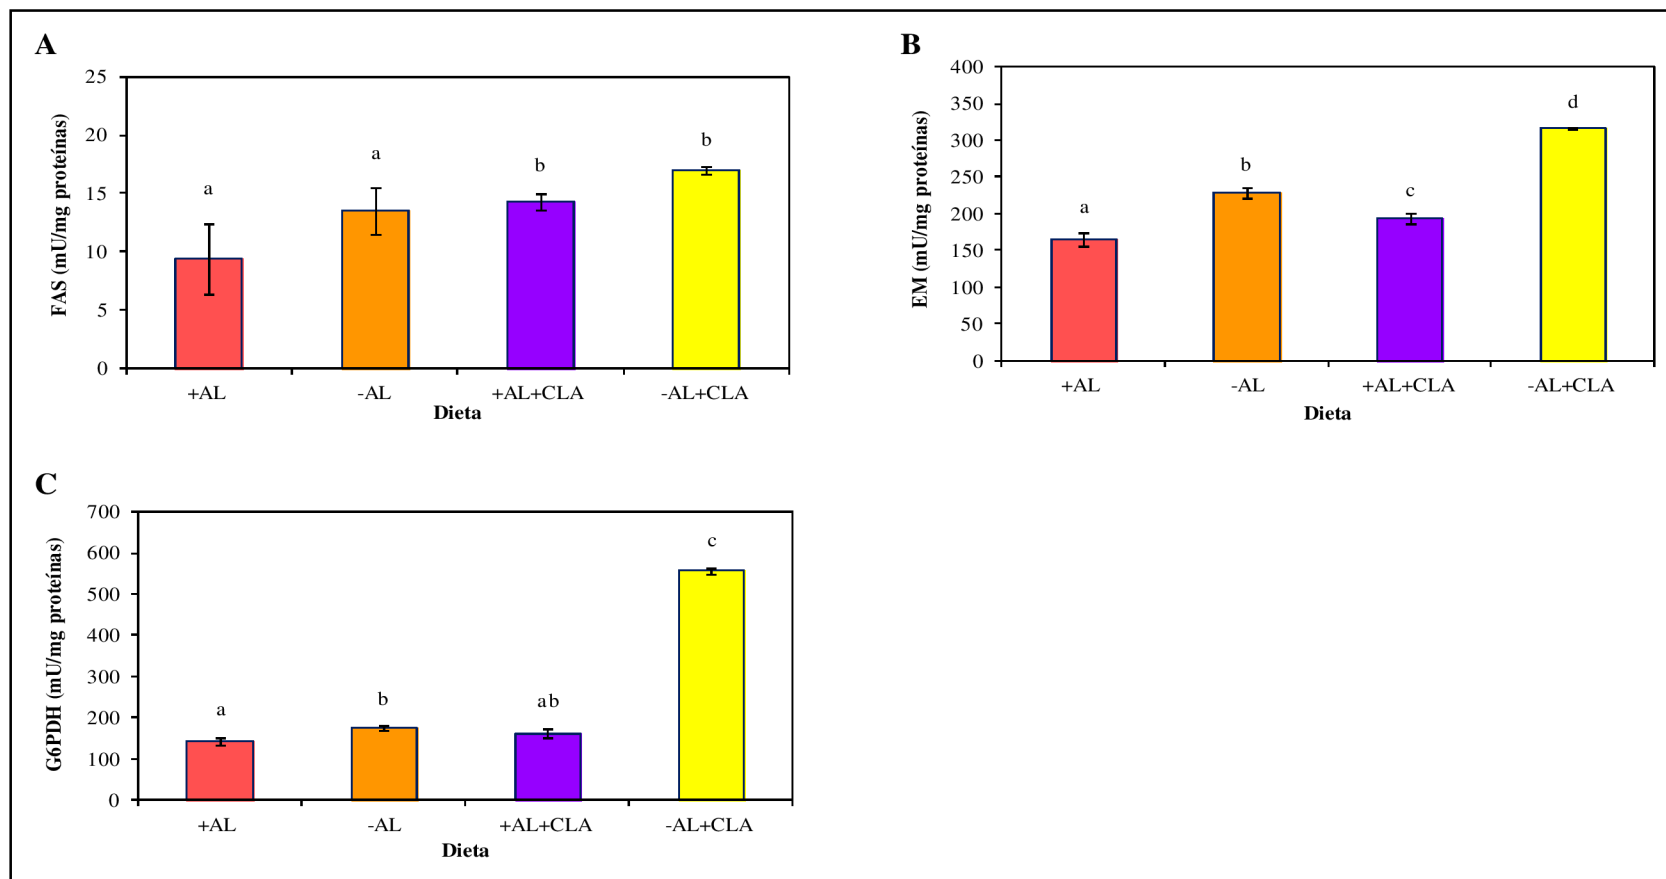 A
FAS (mU/mg proteínas)
25
20
15
10
5
0
a
a
b
b
+AL
-AL
+AL+CLA
-AL+CLA
Dieta
B
EM (mU/mg proteínas)
400
350
300
250
200
150
100
50
0
a
b
c
d
+AL
-AL
+AL+CLA
-AL+CLA
Dieta
C
G6PDH (mU/mg proteínas)
700
600
500
400
300
200
100
0
a
b
ab
c
+AL
-AL
+AL+CLA
-AL+CLA
Dieta